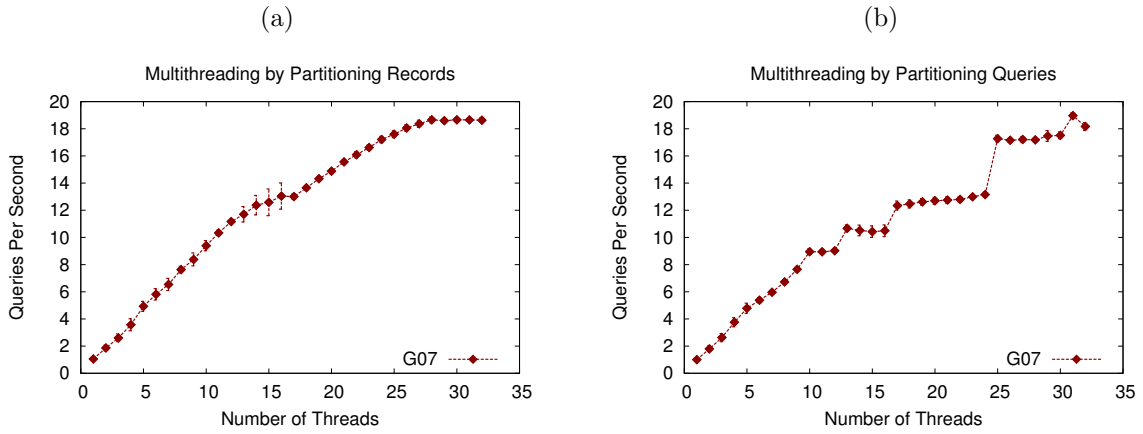 (a)
Multithreading by Partitioning Records
20
18
16
14
12
10
8
6
4
2
0
Queries Per Second
G07
0 5 10 15 20 25 30 35
Number of Threads
(b)
Multithreading by Partitioning Queries
20
18
16
14
12
10
8
6
4
2
0
Queries Per Second
G07
0 5 10 15 20 25 30 35
Number of Threads